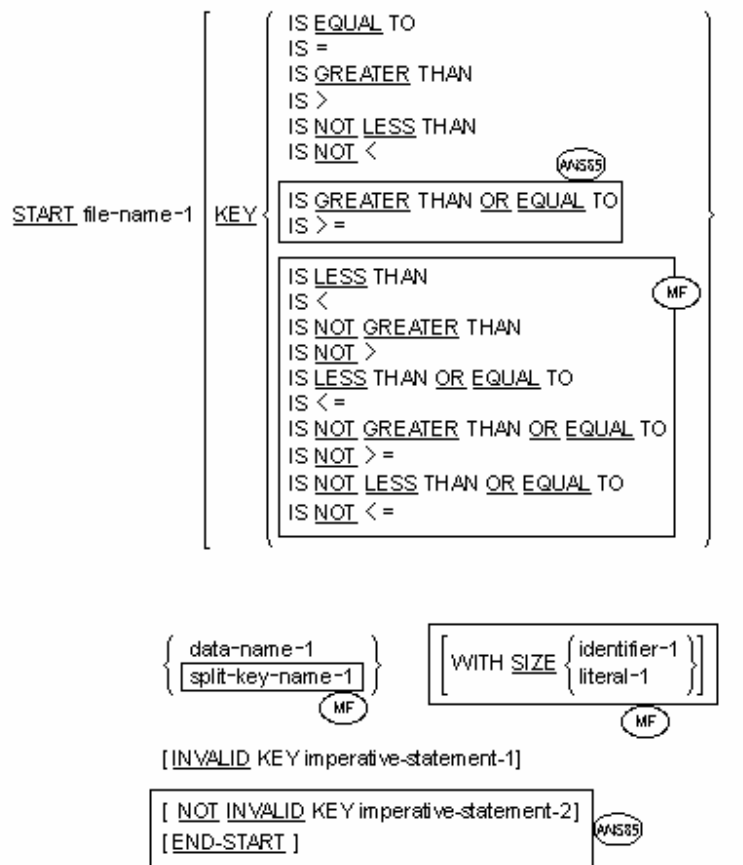 IS EQUAL TO
IS =
IS GREATER THAN
IS >
IS NOT LESS THAN
IS NOT <
ANS85
START file-name-1 [ KEY {
IS GREATER THAN OR EQUAL TO
IS > =
IS LESS THAN
MF
IS <
IS NOT GREATER THAN
IS NOT >
IS LESS THAN OR EQUAL TO
IS < =
IS NOT GREATER THAN OR EQUAL TO
IS NOT > =
IS NOT LESS THAN OR EQUAL TO
IS NOT < =
{ data-name-1
split-key-name-1 }
MF
[ WITH SIZE { identifier-1
literal-1 } ]
MF
[INVALID KEY imperative-statement-1]
[ NOT INVALID KEY imperative-statement-2]
[END-START ]
ANS85